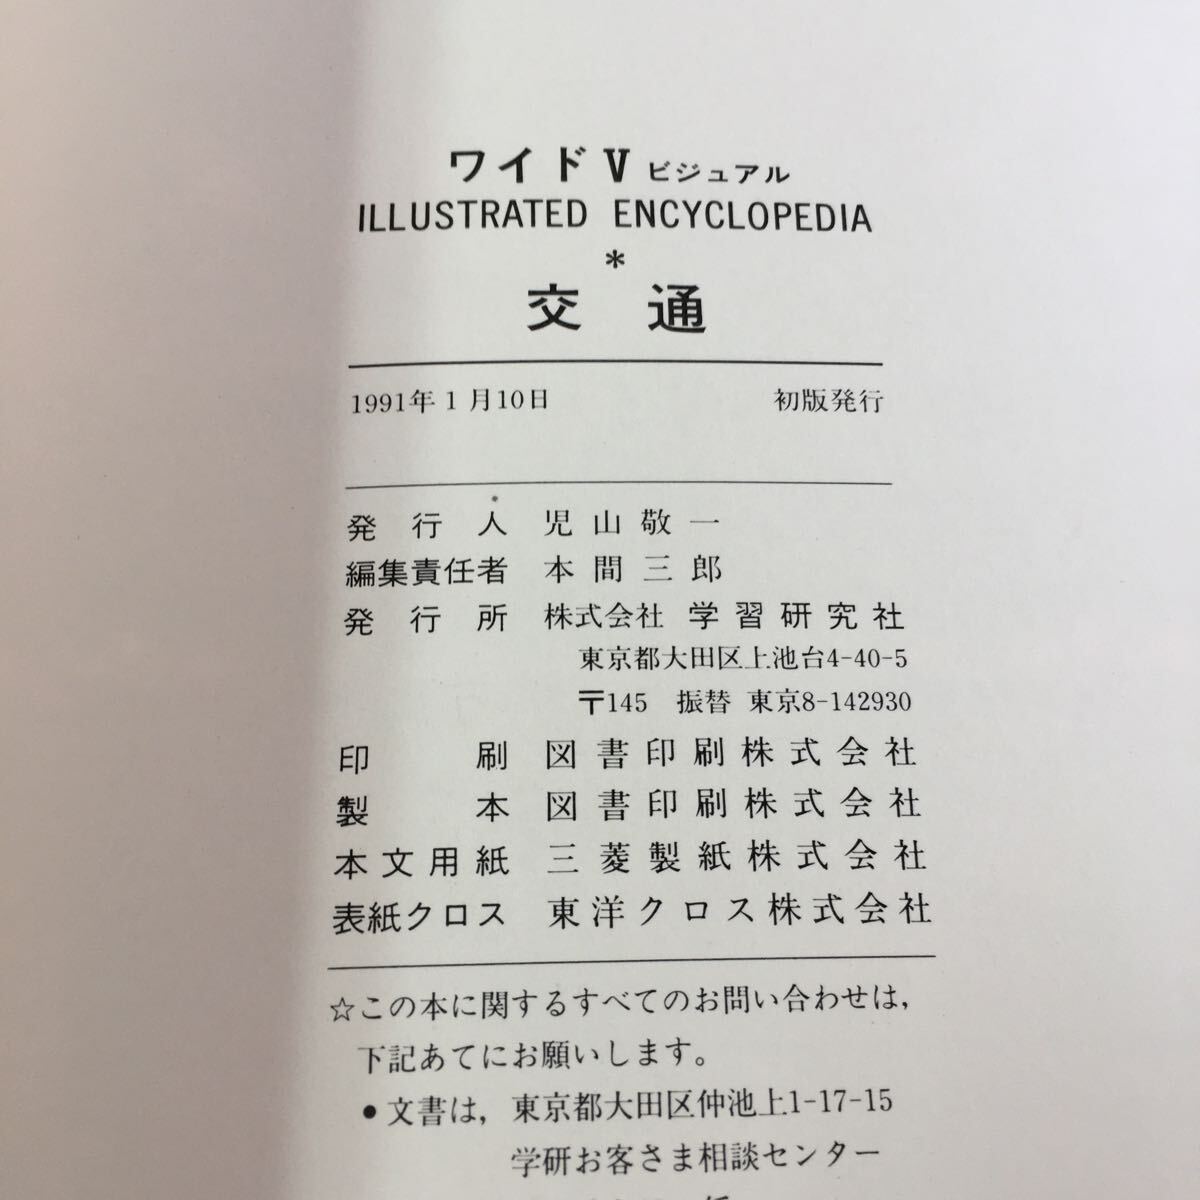 ワイドV ビジュアル
ILLUSTRATED ENCYCLOPEDIA
*
交 通
1991年1月10日 初版発行
発行人 児山敬一
編集責任者 本間三郎
発行所 株式会社 学習研究社
東京都大田区上池台4-40-5
〒145 振替 東京8-142930
印刷 図書印刷株式会社
製本 図書印刷株式会社
本文用紙 三菱製紙株式会社
表紙クロス 東洋クロス株式会社
☆この本に関するすべてのお問い合わせは,
下記あてにお願いします。
●文書は, 東京都大田区仲池上1-17-15
学研お客さま相談センター